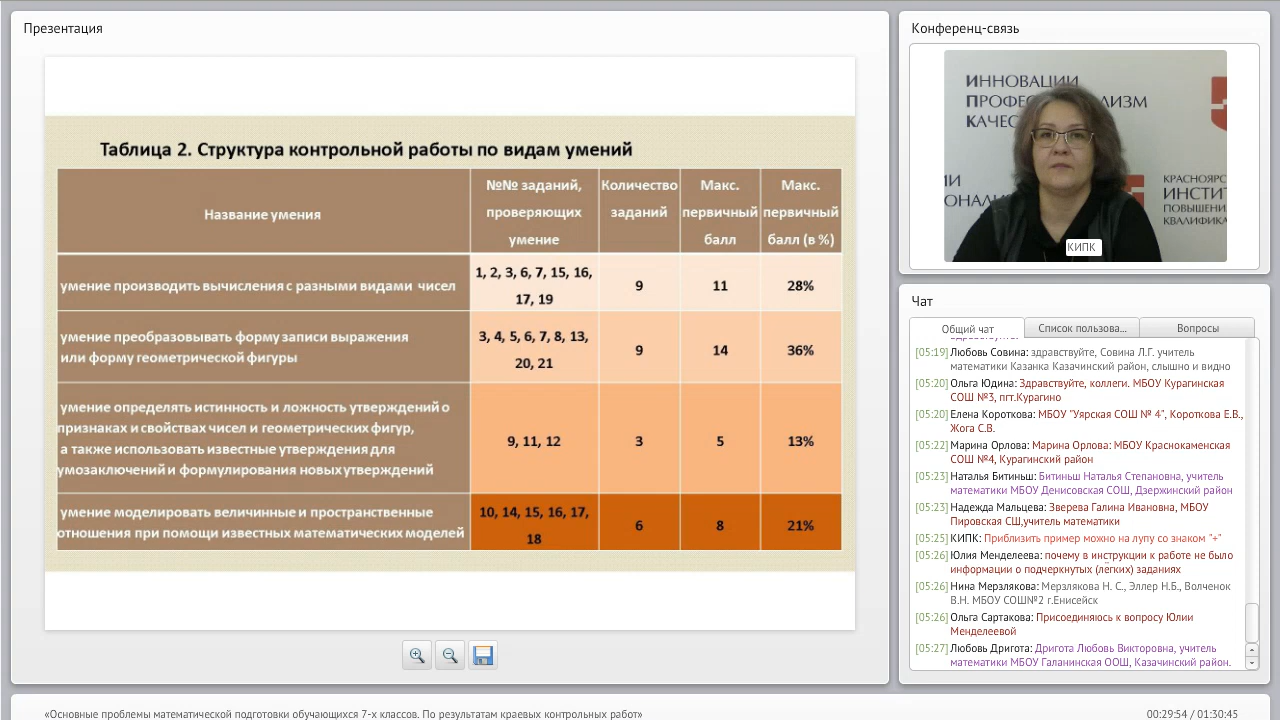 Презентация
Таблица 2. Структура контрольной работы по видам умений
Название умения
№№ заданий,
проверяющих
умение
Количество
заданий
Макс.
первичный
балл
Макс.
первичный
балл (в %)
умение производить вычисления с разными видами чисел
1, 2, 3, 6, 7, 15, 16,
17, 19
9
11
28%
умение преобразовывать форму записи выражения
или форму геометрической фигуры
3, 4, 5, 6, 7, 8, 13,
20, 21
9
14
36%
умение определять истинность и ложность утверждений о
признаках и свойствах чисел и геометрических фигур,
а также использовать известные утверждения для
умозаключений и формулирования новых утверждений
9, 11, 12
3
5
13%
умение моделировать величинные и пространственные
отношения при помощи известных математических моделей
10, 14, 15, 16, 17,
18
6
8
21%
Конференц-связь
ИННОВАЦИИ
КАЧЕС
КРАСНОЯРС
ИНСТИТ
ПОВЫШЕНИ
КВАЛИФИКА
КИПК
Чат
Общий чат
Список пользова...
Вопросы
[05:19] Любовь Совина: здравствуйте, Совина Л.Г. учитель
математики Казанка Казачинский район, слышно и видно
[05:20] Ольга Юдина: Здравствуйте, коллеги. МБОУ Курагинская
СОШ №3, пгт.Курагино
[05:20] Елена Короткова: МБОУ "Уярская СОШ № 4", Короткова Е.В.,
Жога С.В.
[05:22] Марина Орлова: Марина Орлова: МБОУ Краснокаменская
СОШ №4, Курагинский район
[05:23] Наталья Битиньш: Битиньш Наталья Степановна, учитель
математики МБОУ Денисовская СОШ, Дзержинский район
[05:23] Надежда Мальцева: Зверева Галина Ивановна, МБОУ
Пировская СШ,учитель математики
[05:25] КИПК: Приблизить пример можно на лупу со знаком "+"
[05:26] Юлия Менделеева: почему в инструкции к работе не было
информации о подчеркнутых (легких) заданиях
[05:26] Нина Мерзлякова: Мерзлякова Н. С., Эллер Н.Б., Волченок
В.Н. МБОУ СОШ№2 г.Енисейск
[05:26] Ольга Сартакова: Присоединяюсь к вопросу Юлии
Менделеевой
[05:27] Любовь Дригота: Дригота Любовь Викторовна, учитель
математики МБОУ Галанинская ООШ, Казачинский район.
«Основные проблемы математической подготовки обучающихся 7-х классов. По результатам краевых контрольных работ»
00:29:54 / 01:30:45